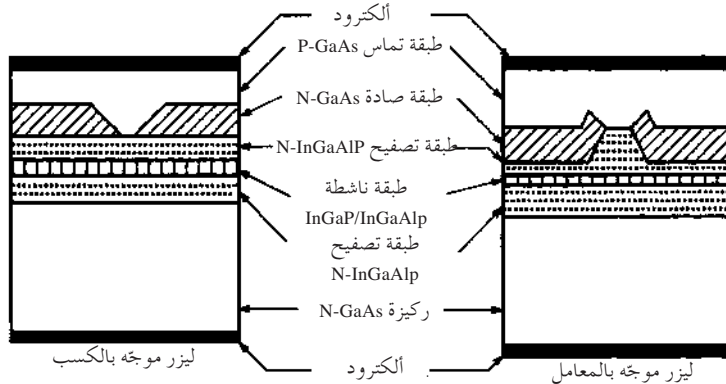 ألكترود
طبقة تماس P-GaAs
طبقة صادة N-GaAs
طبقة تصفيح N-InGaAlP
طبقة ناشطة
InGaP/InGaAlp
طبقة تصفيح
N-InGaAlp
ركيزة N-GaAs
ألكترود
ليزر موجّه بالكسب
ليزر موجّه بالمعامل